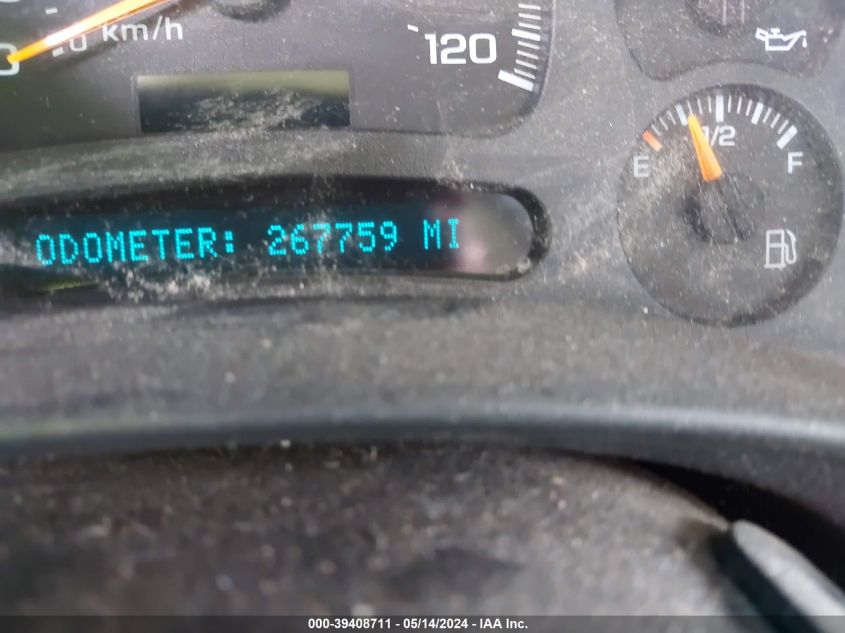 km/h
120
1/2
E
F
ODOMETER: 267759 MI
000-39408711 - 05/14/2024 - IAA Inc.